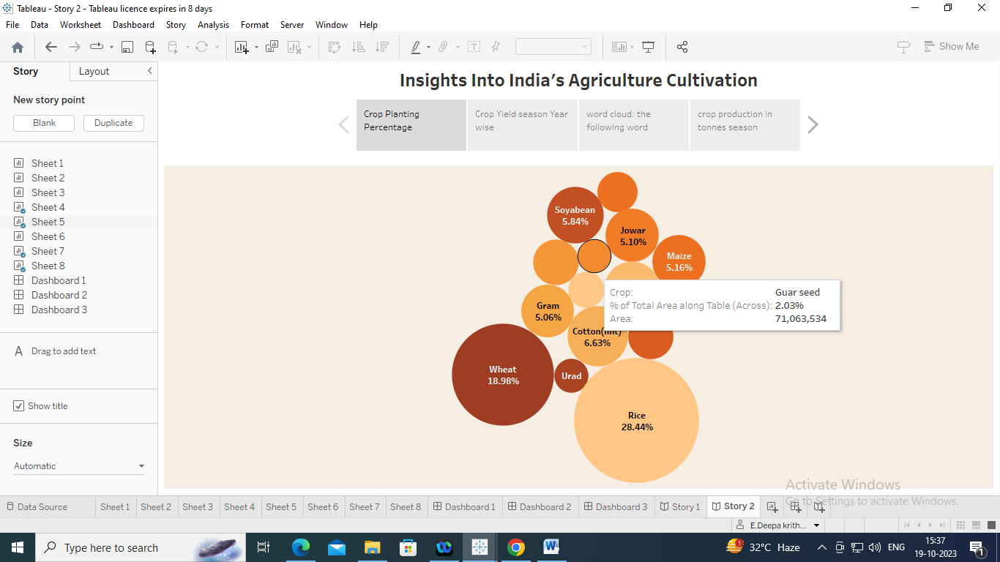 Tableau - Story 2 - Tableau licence expires in 8 days
File Data Worksheet Dashboard Story Analysis Format Server Window Help
Show Me
Story Layout
New story point
Blank Duplicate
Sheet 1
Sheet 2
Sheet 3
Sheet 4
Sheet 5
Sheet 6
Sheet 7
Sheet 8
Dashboard 1
Dashboard 2
Dashboard 3
A Drag to add text
Show title
Size
Automatic
Insights Into India's Agriculture Cultivation
Crop Planting
Percentage
Crop Yield season Year
wise
word cloud: the
following word
crop production in
tonnes season
Soyabean
5.84%
Jowar
5.10%
Maize
5.16%
Crop: Guar seed
% of Total Area along Table (Across): 2.03%
Area: 71,063,534
Gram
5.06%
Cotton(lint)
6.63%
Wheat
18.98%
Urad
Rice
28.44%
Activate Windows
Go to Settings to activate Windows.
Data Source Sheet 1 Sheet 2 Sheet 3 Sheet 4 Sheet 5 Sheet 6 Sheet 7 Sheet 8 Dashboard 1 Dashboard 2 Dashboard 3 Story 1 Story 2
E.Deepa krith...
Type here to search
1
32°C Haze
ENG
15:37
19-10-2023
1